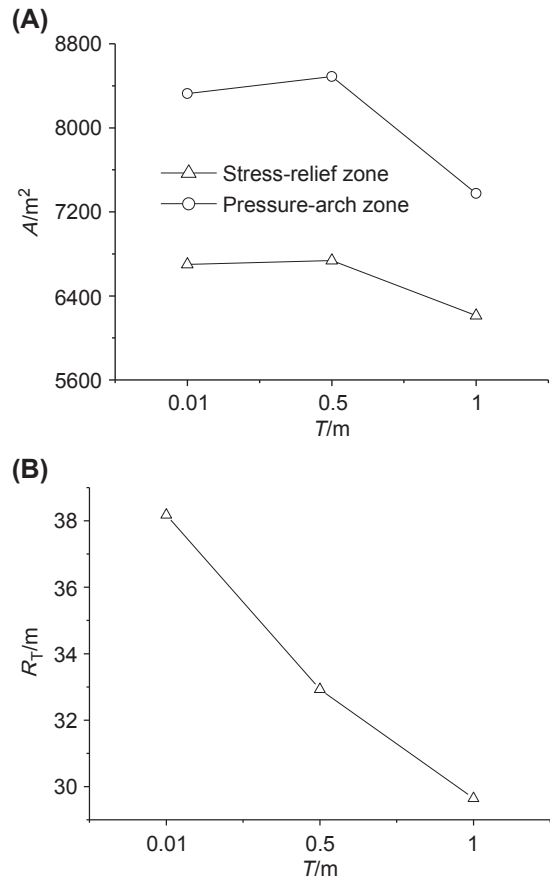 (A)
8800
8000
7200
6400
5600
A/m²
Stress-relief zone
Pressure-arch zone
0.01
0.5
1
T/m
(B)
38
36
34
32
30
R_T/m
0.01
0.5
1
T/m